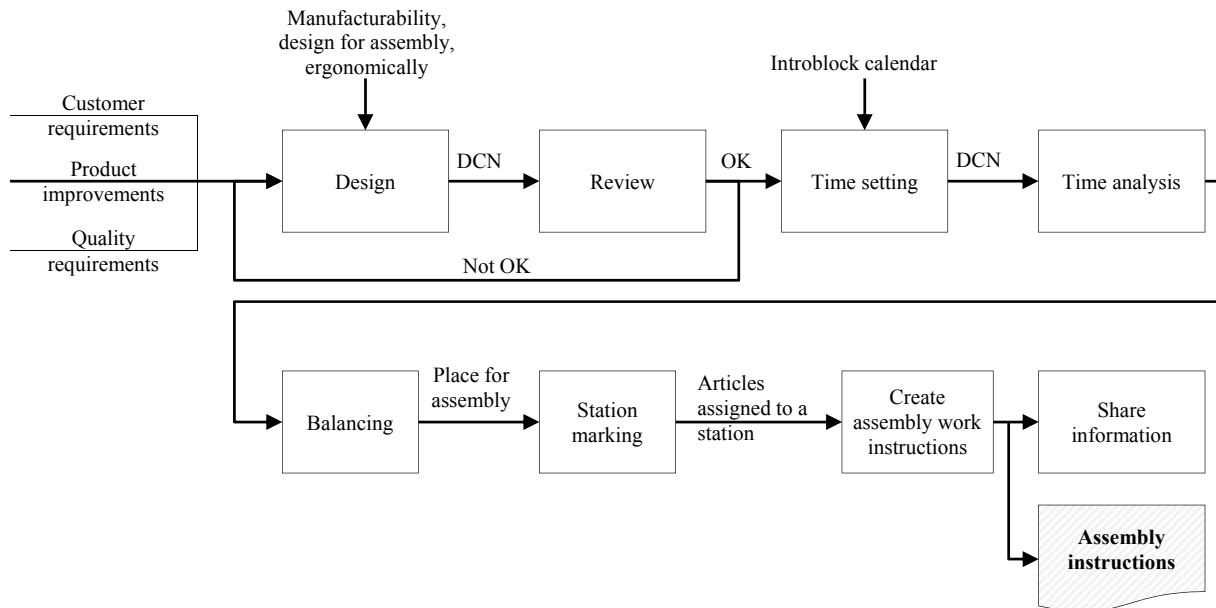 Manufacturability,
design for assembly,
ergonomically
Introblock calendar
Customer
requirements
Product
improvements
Quality
requirements
Design
DCN
Review
OK
Time setting
DCN
Time analysis
Not OK
Balancing
Place for
assembly
Station
marking
Articles
assigned to a
station
Create
assembly work
instructions
Share
information
Assembly
instructions